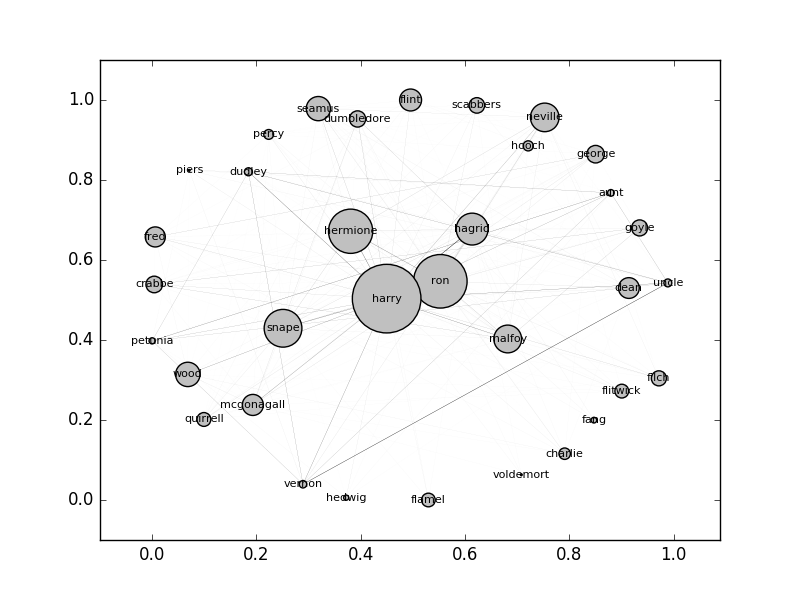 1.0
0.8
0.6
0.4
0.2
0.0
flint
scabbers
seamus
dumbledore
neville
percy
hooch
george
piers
dudley
aunt
fred
hermione
hagrid
goyle
crabbe
ron
uncle
dean
harry
snape
petunia
malfoy
wood
filch
mcgonagall
flitwick
quirrell
fang
charlie
voldemort
vernon
hedwig
flamel
0.0 0.2 0.4 0.6 0.8 1.0